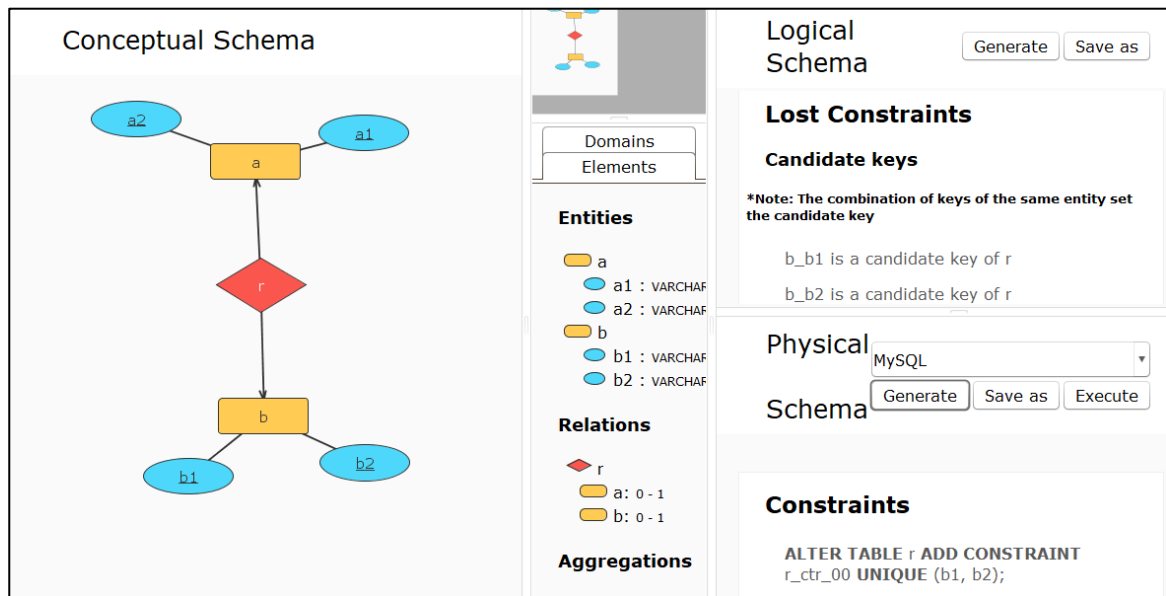 Conceptual Schema
a2
a1
a
r
b
b1
b2
Domains
Elements
Entities
a
a1 : VARCHAR
a2 : VARCHAR
b
b1 : VARCHAR
b2 : VARCHAR
Relations
r
a: 0 - 1
b: 0 - 1
Aggregations
Logical
Schema
Generate
Save as
Lost Constraints
Candidate keys
*Note: The combination of keys of the same entity set
the candidate key
b_b1 is a candidate key of r
b_b2 is a candidate key of r
Physical
Schema
MySQL
Generate
Save as
Execute
Constraints
ALTER TABLE r ADD CONSTRAINT
r_ctr_00 UNIQUE (b1, b2);